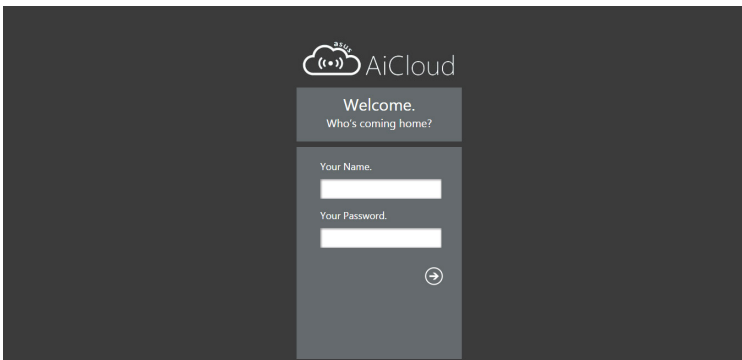 asus
AiCloud
Welcome.
Who's coming home?
Your Name.
Your Password.